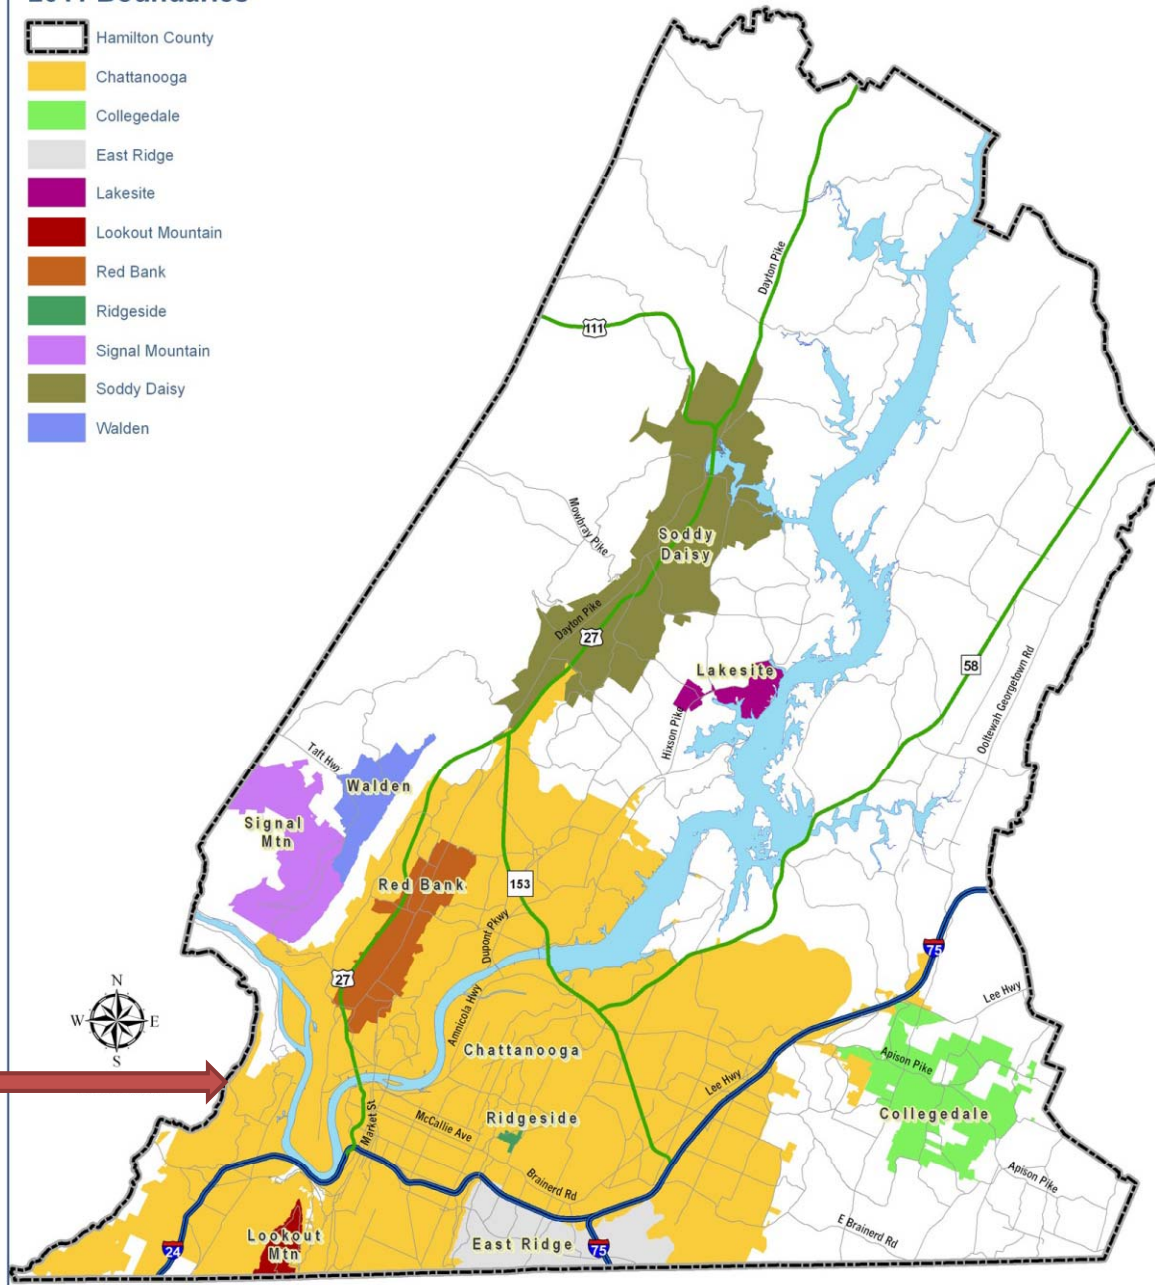 Hamilton County
Chattanooga
Collegedale
East Ridge
Lakesite
Lookout Mountain
Red Bank
Ridgeside
Signal Mountain
Soddy Daisy
Walden
Dayton Pike
111
Mowbray Pike
Soddy
Daisy
Dayton Pike
27
Lakesite
58
Ooltewah Georgetown Rd
Hixson Pike
Taft Hwy
Walden
Signal
Mtn
Red Bank
153
Dupont Pkwy
75
Lee Hwy
27
N
W E
S
Amnicola Hwy
Chattanooga
Apison Pike
Collegedale
Lee Hwy
Market St
McCallie Ave
Ridgeside
Brainerd Rd
Apison Pike
E Brainerd Rd
Lookout
Mtn
24
East Ridge
75